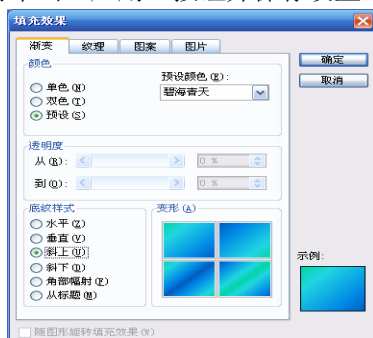 填充效果
渐变 纹理 图案 图片
确定
取消
颜色
单色(N)
双色(T)
预设(S)
预设颜色(E):
碧海青天
透明度
从(R): 0 %
到(O): 0 %
底纹样式
水平(Z)
垂直(V)
斜上(U)
斜下(D)
角部幅射(F)
从标题(M)
变形(A)
示例:
随图形旋转填充效果(W)